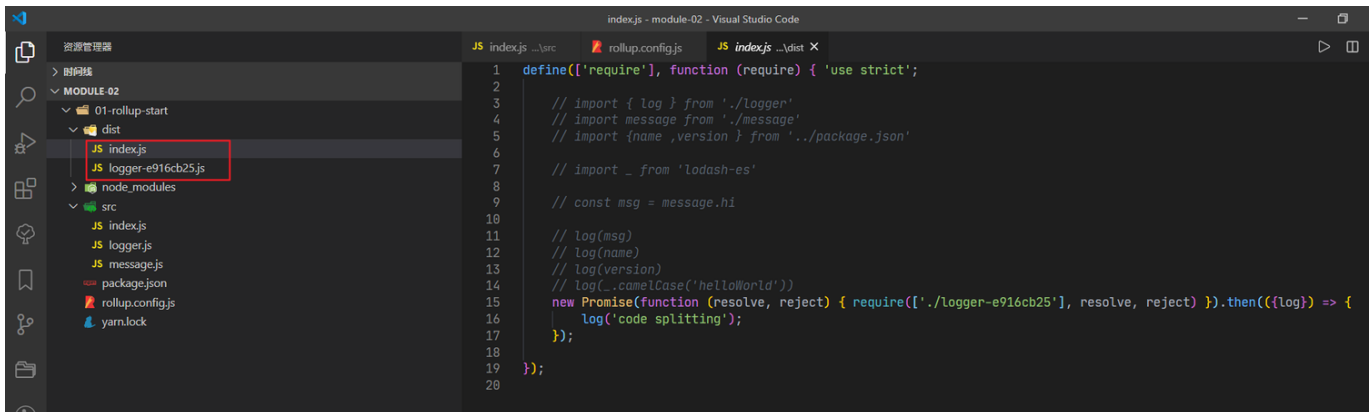 index.js - module-02 - Visual Studio Code
资源管理器
时间线
MODULE-02
01-rollup-start
dist
JS index.js
JS logger-e916cb25.js
node_modules
src
JS index.js
JS logger.js
JS message.js
package.json
rollup.config.js
yarn.lock
JS index.js ...\src rollup.config.js JS index.js ...\dist
1 define(['require'], function (require) { 'use strict';
2
3 // import { log } from './logger'
4 // import message from './message'
5 // import {name ,version } from '../package.json'
6
7 // import _ from 'lodash-es'
8
9 // const msg = message.hi
10
11 // log(msg)
12 // log(name)
13 // log(version)
14 // log(_.camelCase('helloWorld'))
15 new Promise(function (resolve, reject) { require(['./logger-e916cb25'], resolve, reject) }).then(({log}) => {
16 log('code splitting');
17 });
18
19 });
20